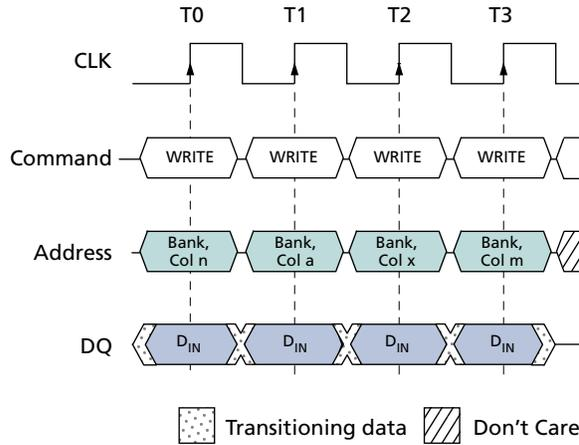 T0 T1 T2 T3
CLK
Command WRITE WRITE WRITE WRITE
Address Bank, Col n Bank, Col a Bank, Col x Bank, Col m
DQ DIN DIN DIN DIN
Transitioning data Don't Care